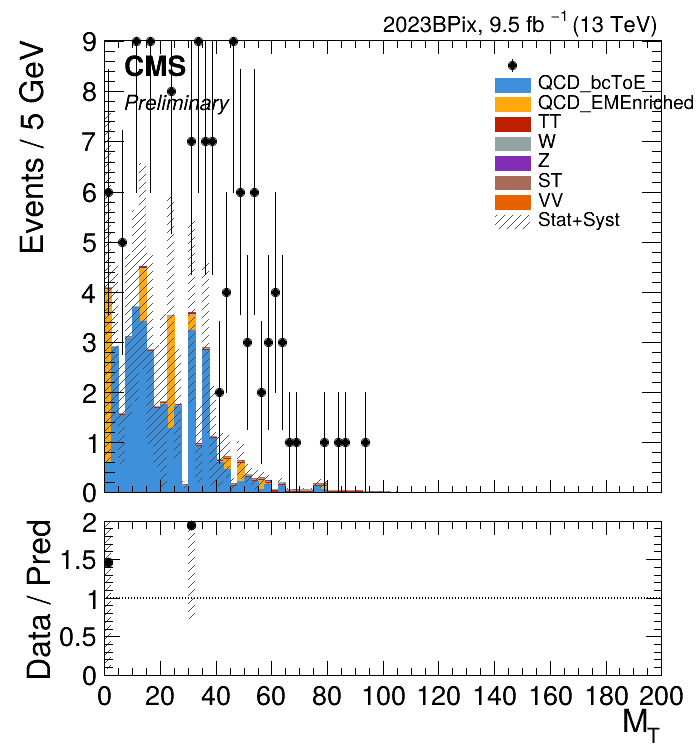 2023BPix, 9.5 fb⁻¹ (13 TeV)
Events / 5 GeV
9
8
7
6
5
4
3
2
1
0
CMS
Preliminary
QCD_bcToE
QCD_EMEnriched
TT
W
Z
ST
VV
Stat+Syst
Data / Pred
2
1.5
1
0.5
0
0 20 40 60 80 100 120 140 160 180 200
M_T